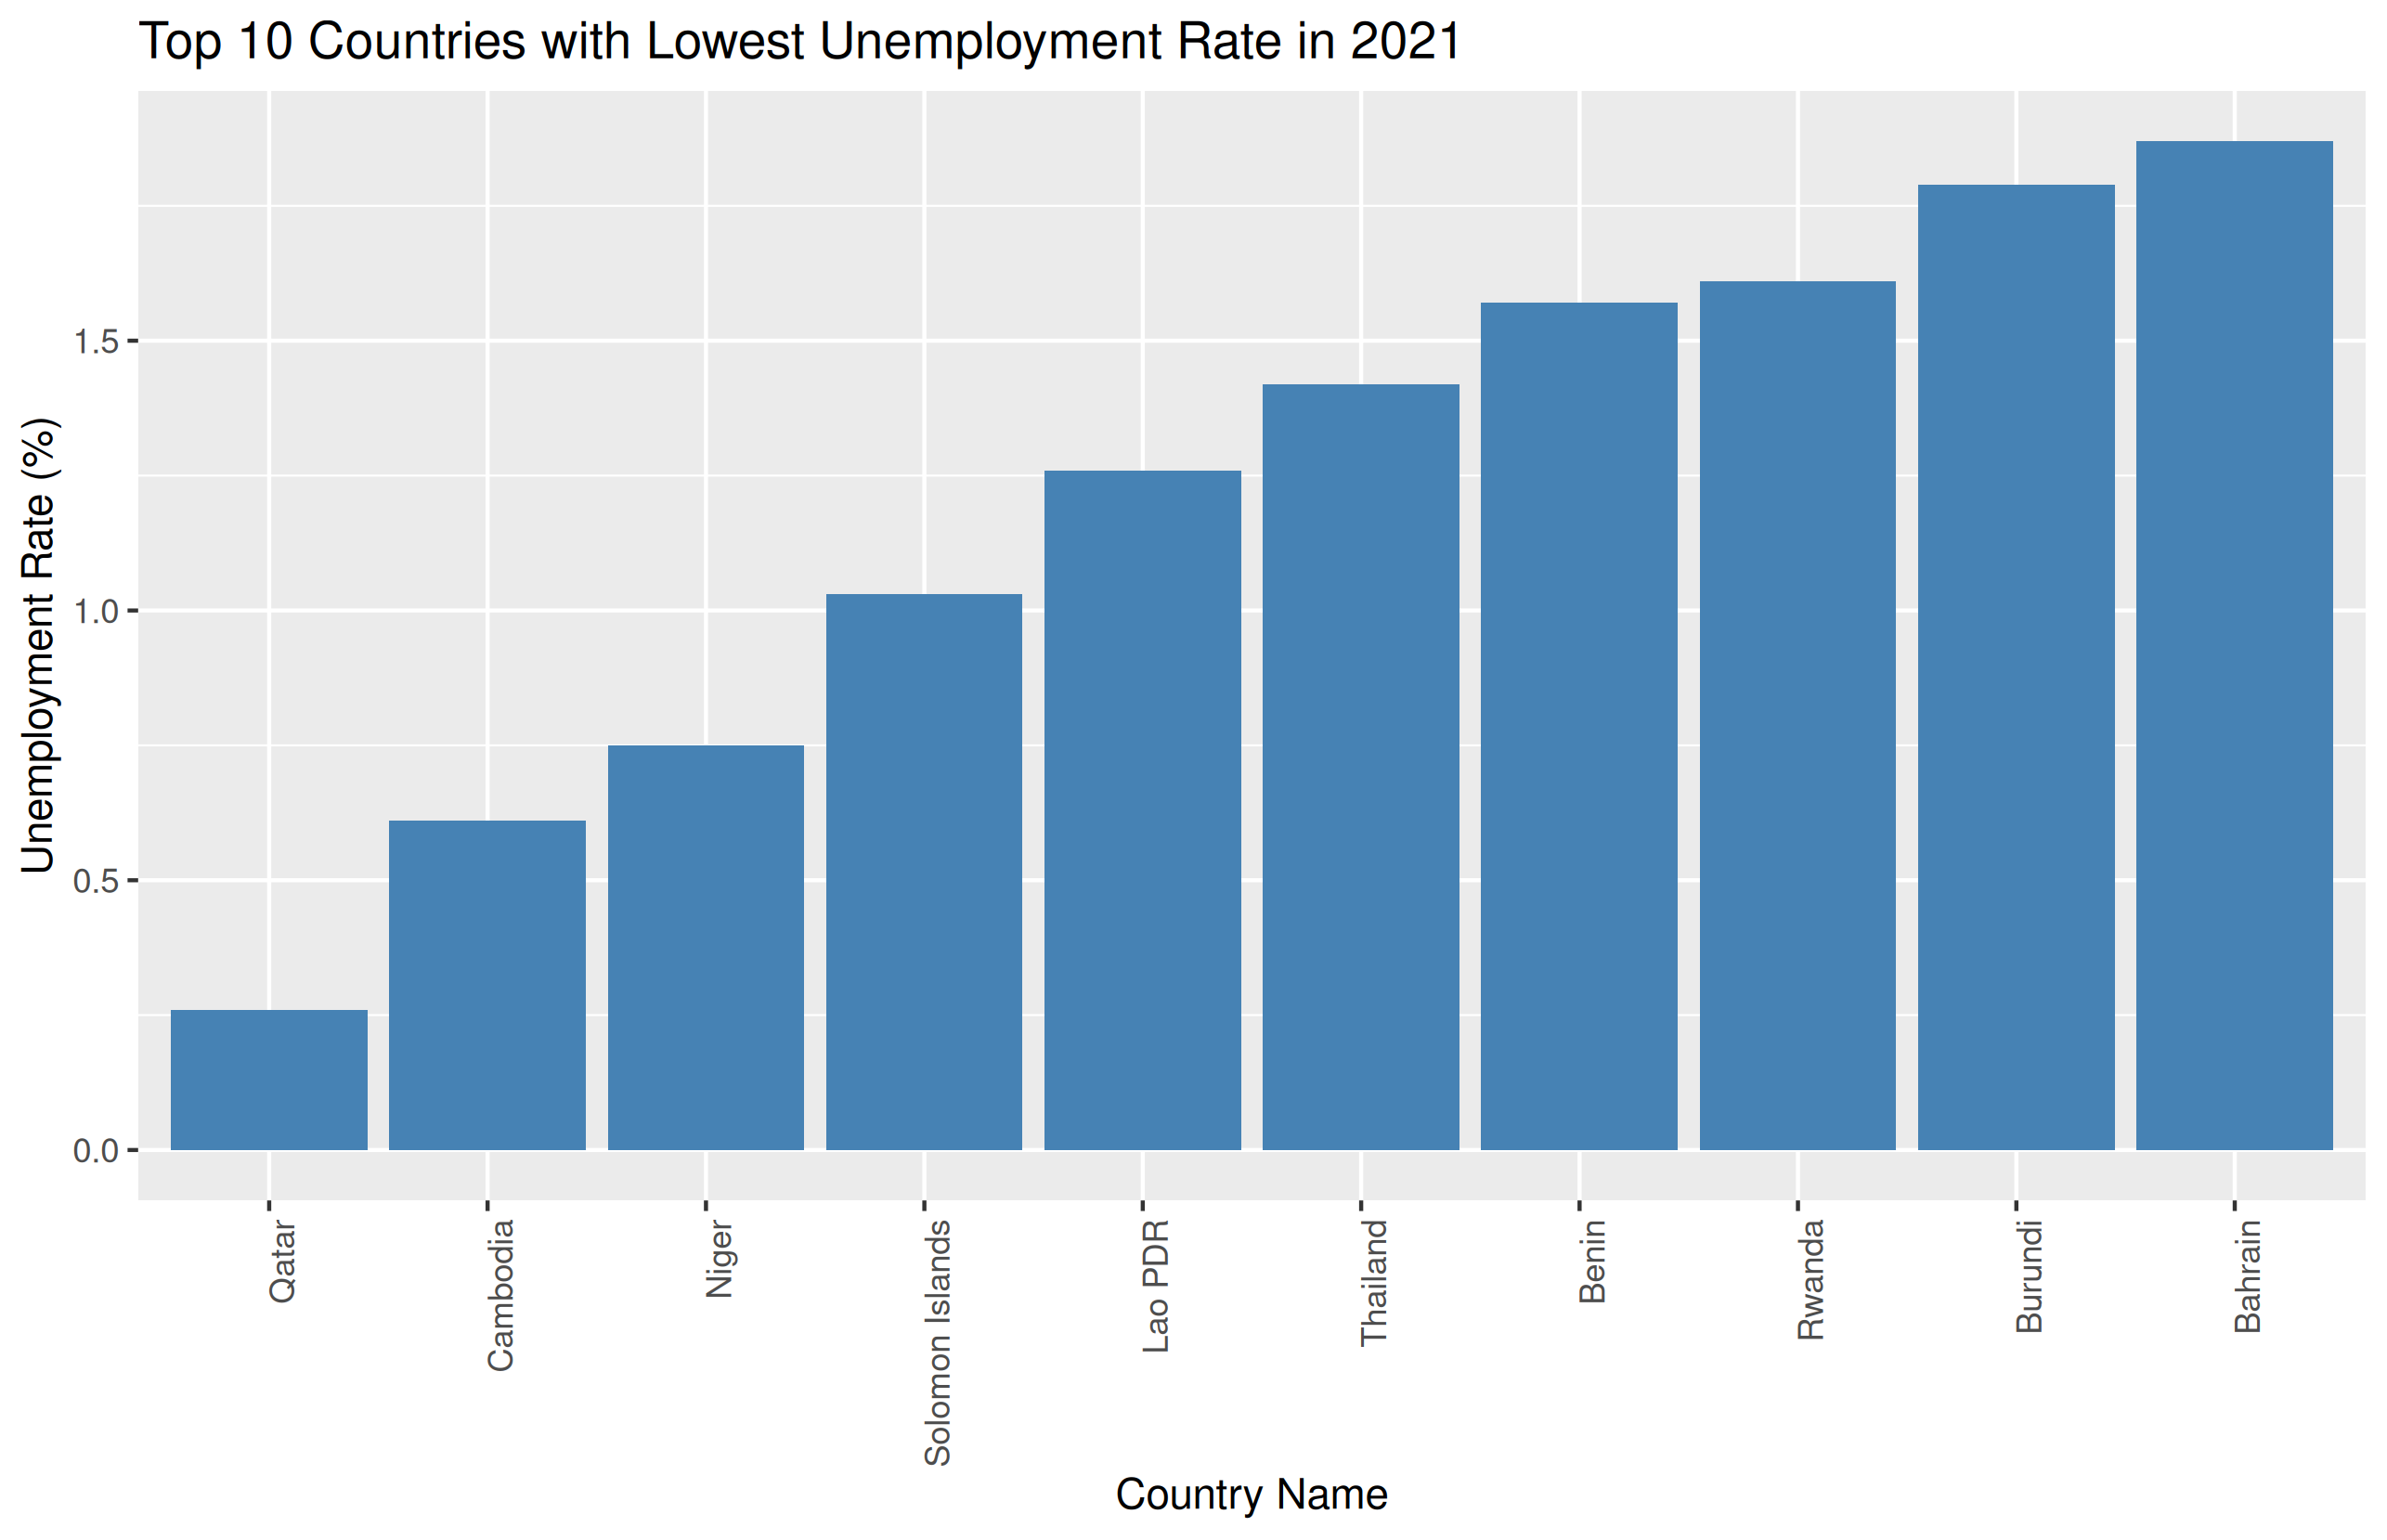 Top 10 Countries with Lowest Unemployment Rate in 2021
Unemployment Rate (%)
1.5
1.0
0.5
0.0
Qatar
Cambodia
Niger
Solomon Islands
Lao PDR
Thailand
Benin
Rwanda
Burundi
Bahrain
Country Name